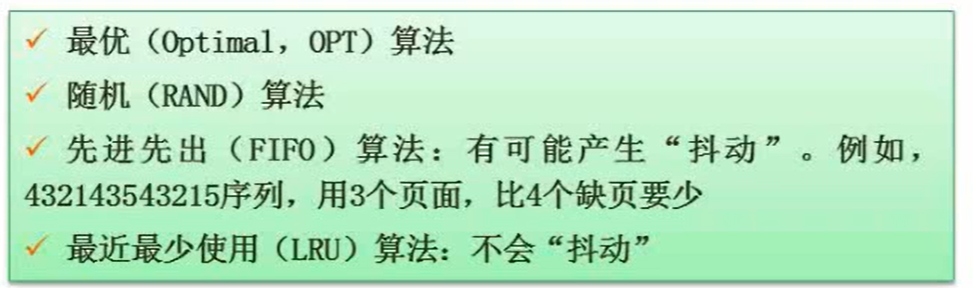 ✓ 最优（Optimal，OPT）算法
✓ 随机（RAND）算法
✓ 先进先出（FIFO）算法：有可能产生“抖动”。例如，
432143543215序列，用3个页面，比4个缺页要少
✓ 最近最少使用（LRU）算法：不会“抖动”